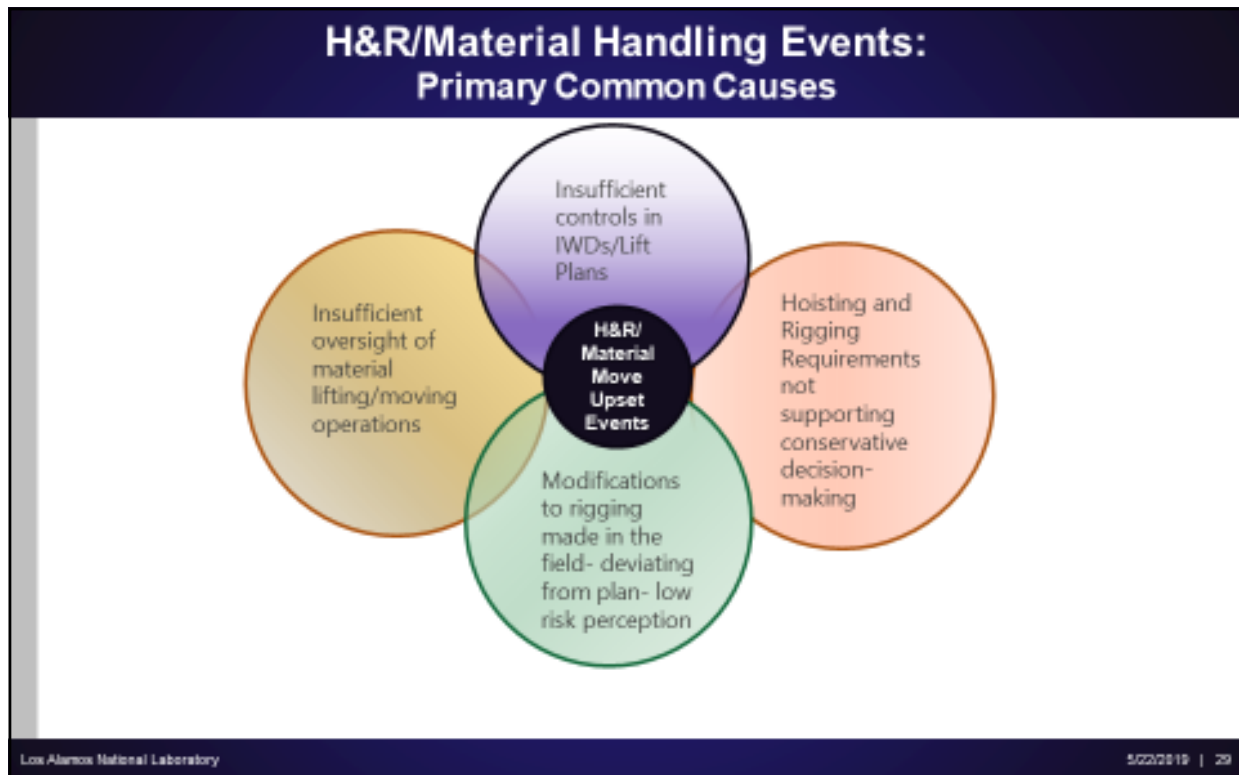 H&R/Material Handling Events:
Primary Common Causes
Insufficient
controls in
IWDs/Lift
Plans
Insufficient
oversight of
material
lifting/moving
operations
H&R/
Material
Move
Upset
Events
Hoisting and
Rigging
Requirements
not
supporting
conservative
decision-
making
Modifications
to rigging
made in the
field- deviating
from plan- low
risk perception
Los Alamos National Laboratory
5/22/2019 | 29